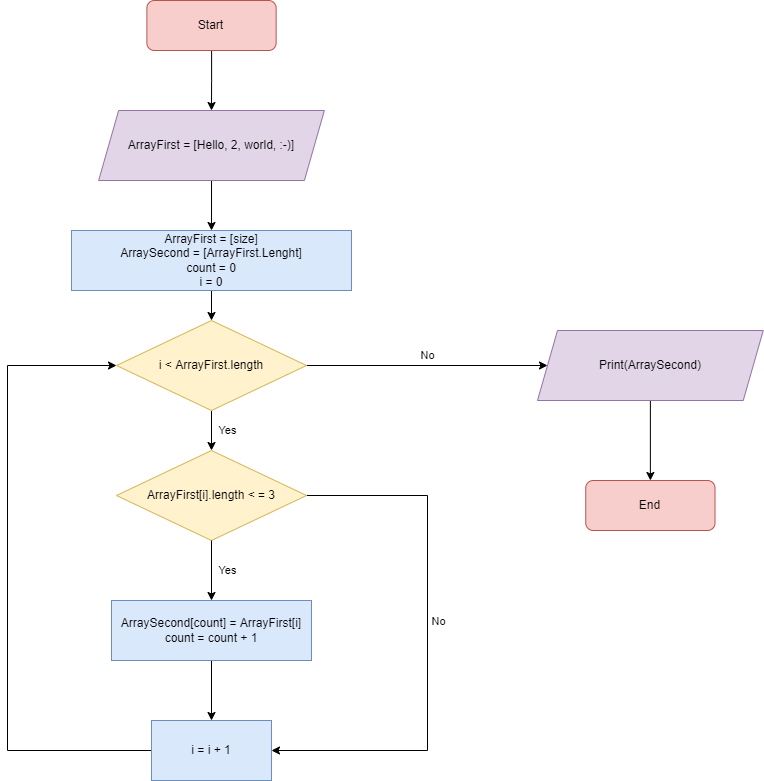 Start
ArrayFirst = [Hello, 2, world, :-)]
ArrayFirst = [size]
ArraySecond = [ArrayFirst.Lenght]
count = 0
i = 0
i < ArrayFirst.length
No
Print(ArraySecond)
Yes
ArrayFirst[i].length < = 3
End
Yes
ArraySecond[count] = ArrayFirst[i]
count = count + 1
No
i = i + 1